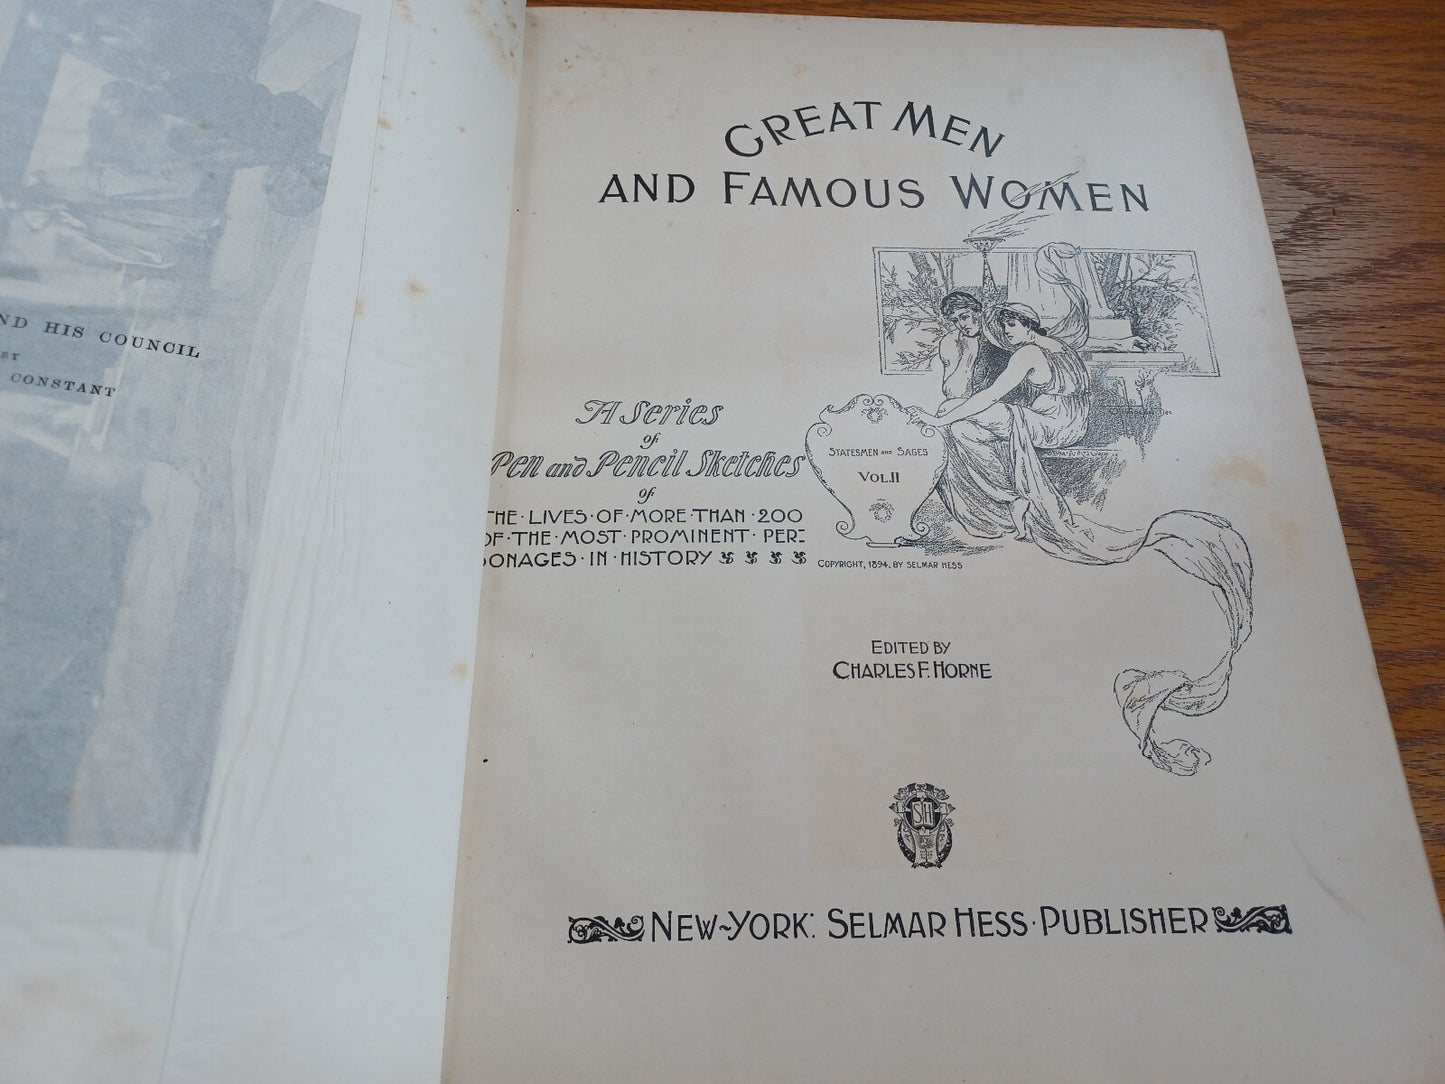 ND HIS COUNCIL
BY
CONSTANT
GREAT MEN
AND FAMOUS WOMEN
A Series
of
Pen and Pencil Sketches
of
THE · LIVES · OF · MORE · THAN · 200
OF · THE · MOST · PROMINENT · PER-
SONAGES · IN · HISTORY
STATESMEN AND SAGES
VOL. II
COPYRIGHT, 1894, BY SELMAR HESS
EDITED BY
CHARLES F. HORNE
SH
NEW-YORK: SELMAR HESS · PUBLISHER